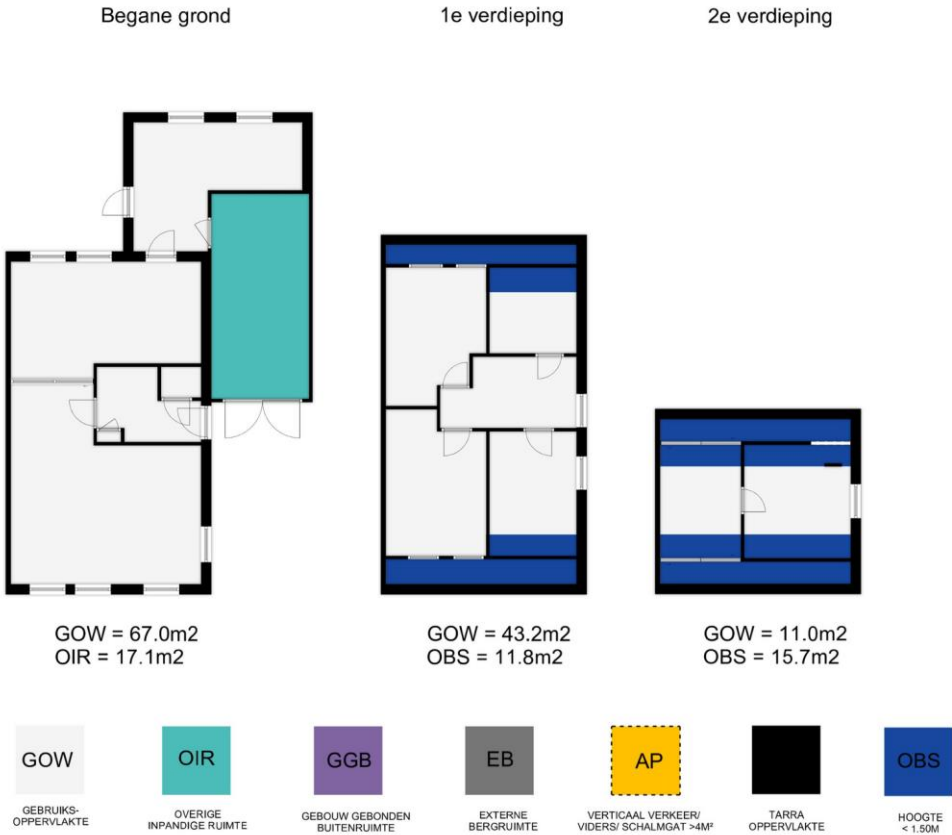 Begane grond
1e verdieping
2e verdieping
GOW = 67.0m2
OIR = 17.1m2
GOW = 43.2m2
OBS = 11.8m2
GOW = 11.0m2
OBS = 15.7m2
GOW
GEBRUIKS-
OPPERVLAKTE
OIR
OVERIGE
INPANDIGE RUIMTE
GGB
GEBOUW GEBONDEN
BUITENRUIMTE
EB
EXTERNE
BERGRUIMTE
AP
VERTICAAL VERKEER/
VIDERS/ SCHALMGAT >4M²
TARRA
OPPERVLAKTE
OBS
HOOGTE
< 1.50M